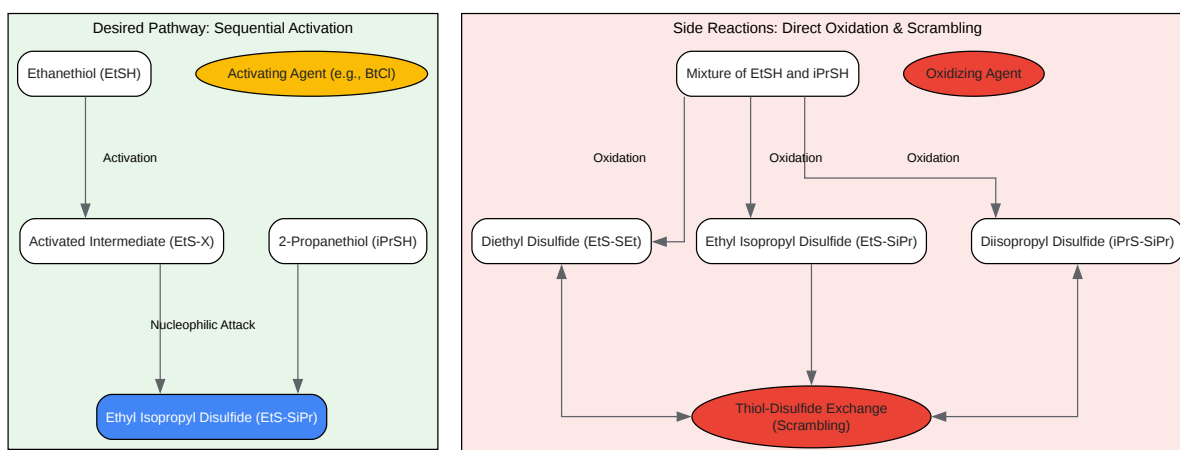 Desired Pathway: Sequential Activation
Ethanethiol (EtSH)
Activating Agent (e.g., BtCl)
Activation
Activated Intermediate (EtS-X)
2-Propanethiol (iPrSH)
Nucleophilic Attack
Ethyl Isopropyl Disulfide (EtS-SiPr)
Side Reactions: Direct Oxidation & Scrambling
Mixture of EtSH and iPrSH
Oxidizing Agent
Oxidation
Oxidation
Oxidation
Diethyl Disulfide (EtS-SEt)
Ethyl Isopropyl Disulfide (EtS-SiPr)
Diisopropyl Disulfide (iPrS-SiPr)
Thiol-Disulfide Exchange
(Scrambling)